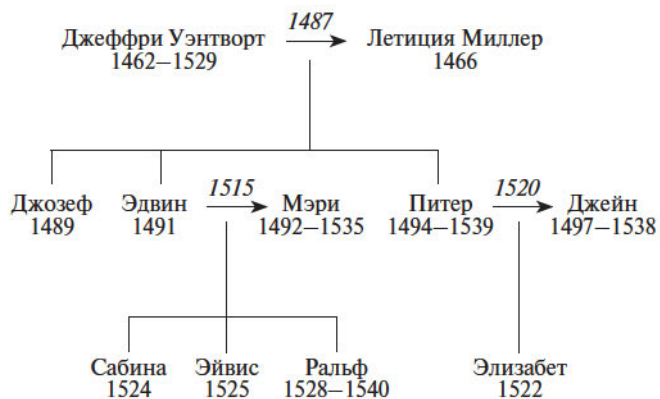 1487
Джеффри Уэнтворт Летиция Миллер
1462–1529 1466
1515 1520
Джозеф Эдвин Мэри Питер Джейн
1489 1491 1492–1535 1494–1539 1497–1538
Сабина Эйвис Ральф Элизабет
1524 1525 1528–1540 1522